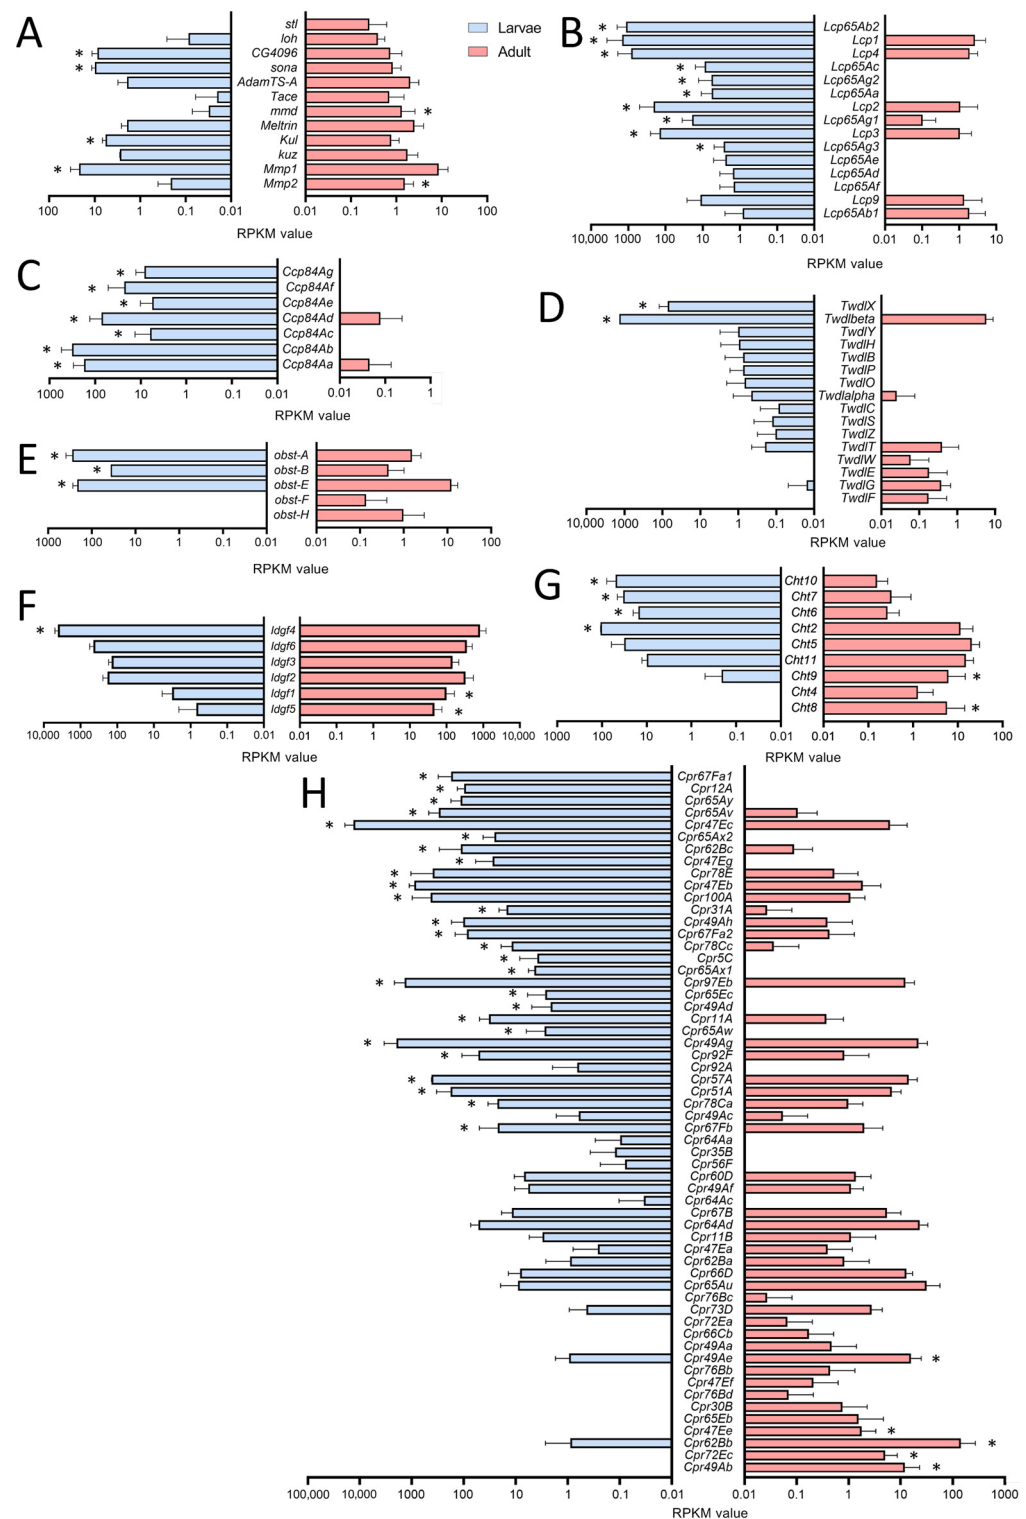 A
stl
loh
CG4096
sona
AdamTS-A
Tace
mmd
Meltrin
Kul
kuz
Mmp1
Mmp2
*
*
*
*
*
*
100 10 1 0.1 0.01 0.01 0.1 1 10 100
RPKM value
Larvae
Adult
B
Lcp65Ab2
Lcp1
Lcp4
Lcp65Ac
Lcp65Ag2
Lcp65Aa
Lcp2
Lcp65Ag1
Lcp3
Lcp65Ag3
Lcp65Ae
Lcp65Ad
Lcp65Af
Lcp9
Lcp65Ab1
*
*
*
*
*
*
*
*
*
*
10,000 1000 100 10 1 0.1 0.01 0.01 0.1 1 10
RPKM value
C
Ccp84Ag
Ccp84Af
Ccp84Ae
Ccp84Ad
Ccp84Ac
Ccp84Ab
Ccp84Aa
*
*
*
*
*
*
*
1000 100 10 1 0.1 0.01 0.01 0.1 1
RPKM value
D
TwdlX
Twdlbeta
TwdlY
TwdlH
TwdlB
TwdlP
TwdlO
Twdlalpha
TwdlC
TwdlS
TwdlZ
TwdlT
TwdlW
TwdlE
TwdlG
TwdlF
*
*
10,000 1000 100 10 1 0.1 0.01 0.01 0.1 1 10
RPKM value
E
obst-A
obst-B
obst-E
obst-F
obst-H
*
*
*
1000 100 10 1 0.1 0.01 0.01 0.1 1 10 100
RPKM value
F
Idgf4
Idgf6
Idgf3
Idgf2
Idgf1
Idgf5
*
*
*
10,000 1000 100 10 1 0.1 0.01 0.01 0.1 1 10 100 1000 10,000
RPKM value
G
Cht10
Cht7
Cht6
Cht2
Cht5
Cht11
Cht9
Cht4
Cht8
*
*
*
*
*
*
1000 100 10 1 0.1 0.01 0.01 0.1 1 10 100
RPKM value
H
* Cpr67Fa1
* Cpr12A
* Cpr65Ay
* Cpr65Av
* Cpr47Ec
* Cpr65Ax2
* Cpr62Bc
* Cpr47Eg
* Cpr78E
* Cpr47Eb
* Cpr100A
* Cpr31A
* Cpr49Ah
* Cpr67Fa2
* Cpr78Cc
* Cpr5C
* Cpr65Ax1
* Cpr97Eb
* Cpr65Ec
* Cpr49Ad
* Cpr11A
* Cpr65Aw
* Cpr49Ag
* Cpr92F
Cpr92A
* Cpr57A
* Cpr51A
* Cpr78Ca
Cpr49Ac
* Cpr67Fb
Cpr64Aa
Cpr35B
Cpr56F
Cpr60D
Cpr49Af
Cpr64Ac
Cpr67B
Cpr64Ad
Cpr11B
Cpr47Ea
Cpr62Ba
Cpr66D
Cpr65Au
Cpr76Bc
Cpr73D
Cpr72Ea
Cpr66Cb
Cpr49Aa
Cpr49Ae *
Cpr76Bb
Cpr47Ef
Cpr76Bd
Cpr30B
Cpr65Eb
Cpr47Ee *
Cpr62Bb *
Cpr72Ec *
Cpr49Ab *
100,000 10,000 1000 100 10 1 0.1 0.01 0.01 0.1 1 10 100 1000
RPKM value